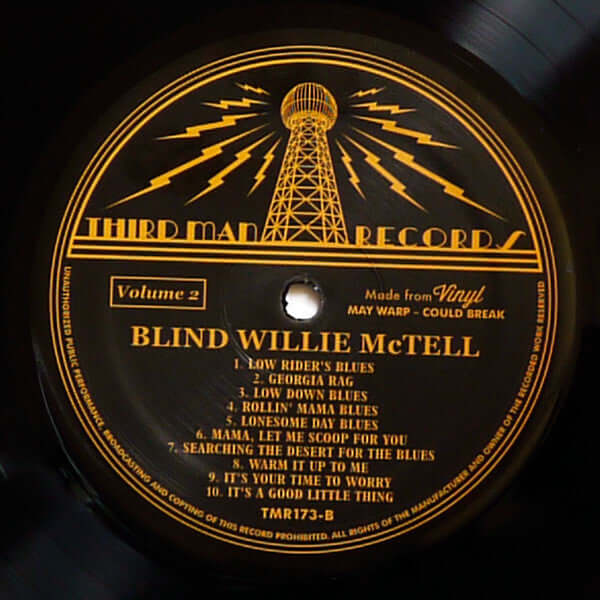 THIRD MAN RECORDS
Volume 2
Made from Vinyl
MAY WARP – COULD BREAK
BLIND WILLIE McTELL
1. LOW RIDER'S BLUES
2. GEORGIA RAG
3. LOW DOWN BLUES
4. ROLLIN' MAMA BLUES
5. LONESOME DAY BLUES
6. MAMA, LET ME SCOOP FOR YOU
7. SEARCHING THE DESERT FOR THE BLUES
8. WARM IT UP TO ME
9. IT'S YOUR TIME TO WORRY
10. IT'S A GOOD LITTLE THING
TMR173-B
UNAUTHORIZED PUBLIC PERFORMANCE, BROADCASTING AND COPYING OF THIS RECORD PROHIBITED. ALL RIGHTS OF THE MANUFACTURER AND OWNER OF THE RECORDED WORK RESERVED